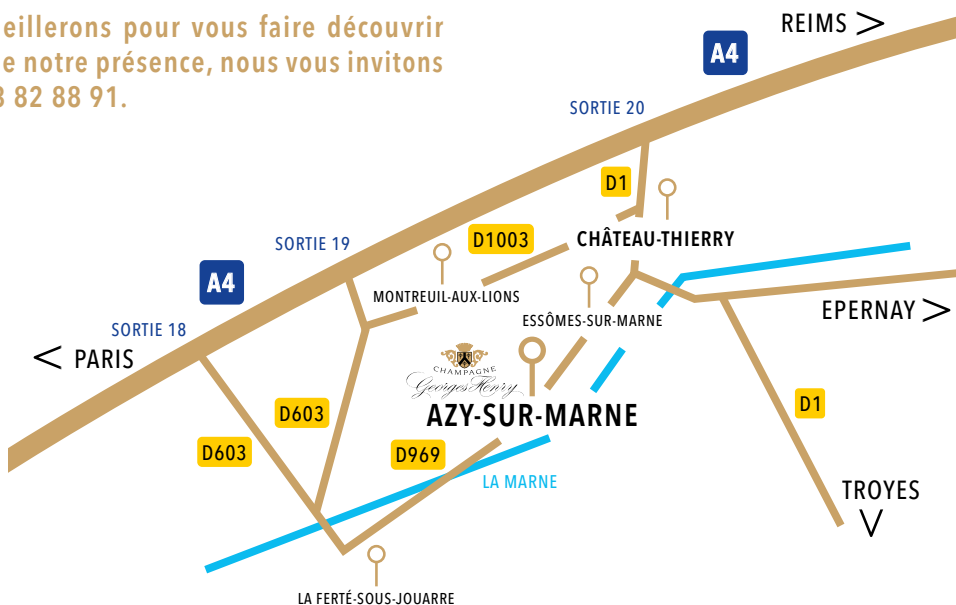 eillerons pour vous faire découvrir
e notre présence, nous vous invitons
3 82 88 91.
REIMS >
A4
SORTIE 20
D1
SORTIE 19
D1003
CHÂTEAU-THIERRY
A4
MONTREUIL-AUX-LIONS
ESSÔMES-SUR-MARNE
EPERNAY >
SORTIE 18
< PARIS
CHAMPAGNE
Georges Henry
AZY-SUR-MARNE
D603
D1
D603
D969
LA MARNE
TROYES
LA FERTÉ-SOUS-JOUARRE